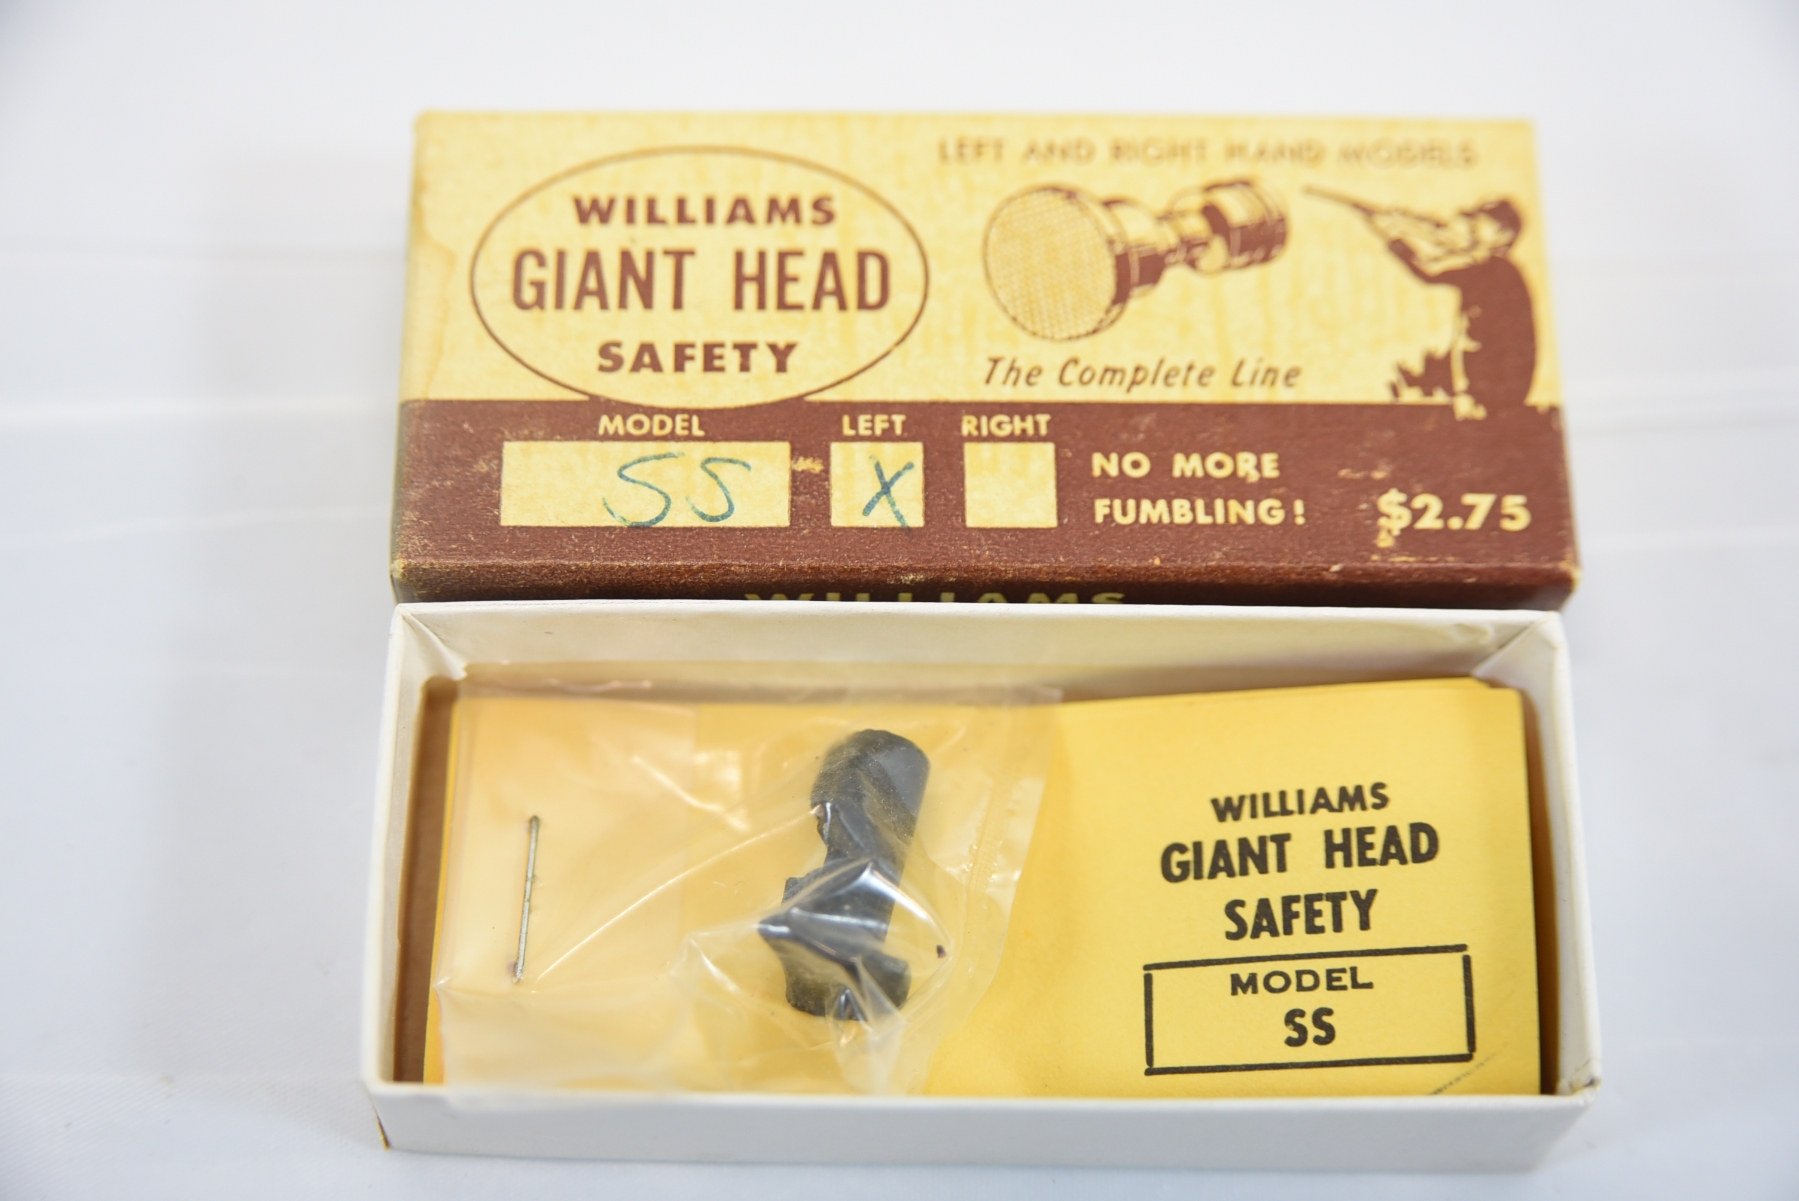 LEFT AND RIGHT HAND MODELS
WILLIAMS
GIANT HEAD
SAFETY
The Complete Line
MODEL LEFT RIGHT
SS X
NO MORE
FUMBLING!
$2.75
WILLIAMS
WILLIAMS
GIANT HEAD
SAFETY
MODEL
SS